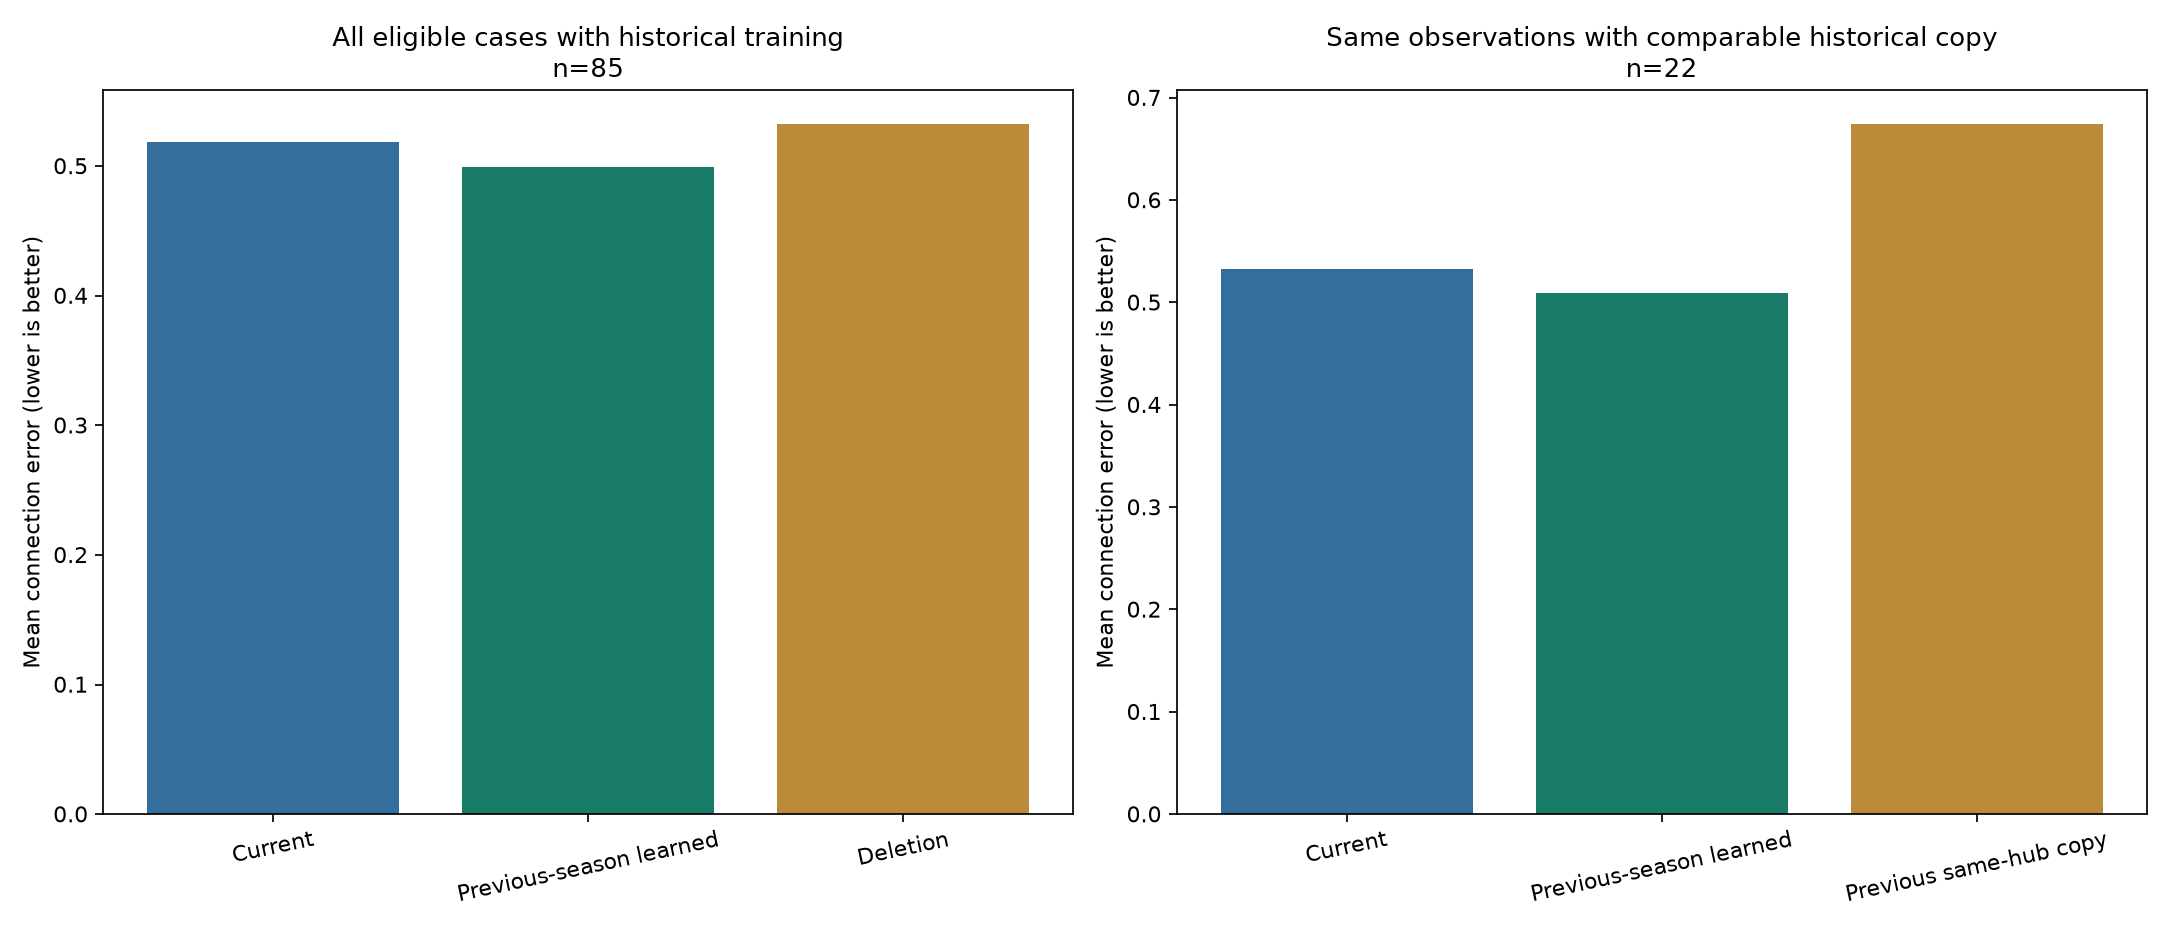 All eligible cases with historical training
n=85
Mean connection error (lower is better)
0.5
0.4
0.3
0.2
0.1
0.0
Current
Previous-season learned
Deletion
Same observations with comparable historical copy
n=22
Mean connection error (lower is better)
0.7
0.6
0.5
0.4
0.3
0.2
0.1
0.0
Current
Previous-season learned
Previous same-hub copy